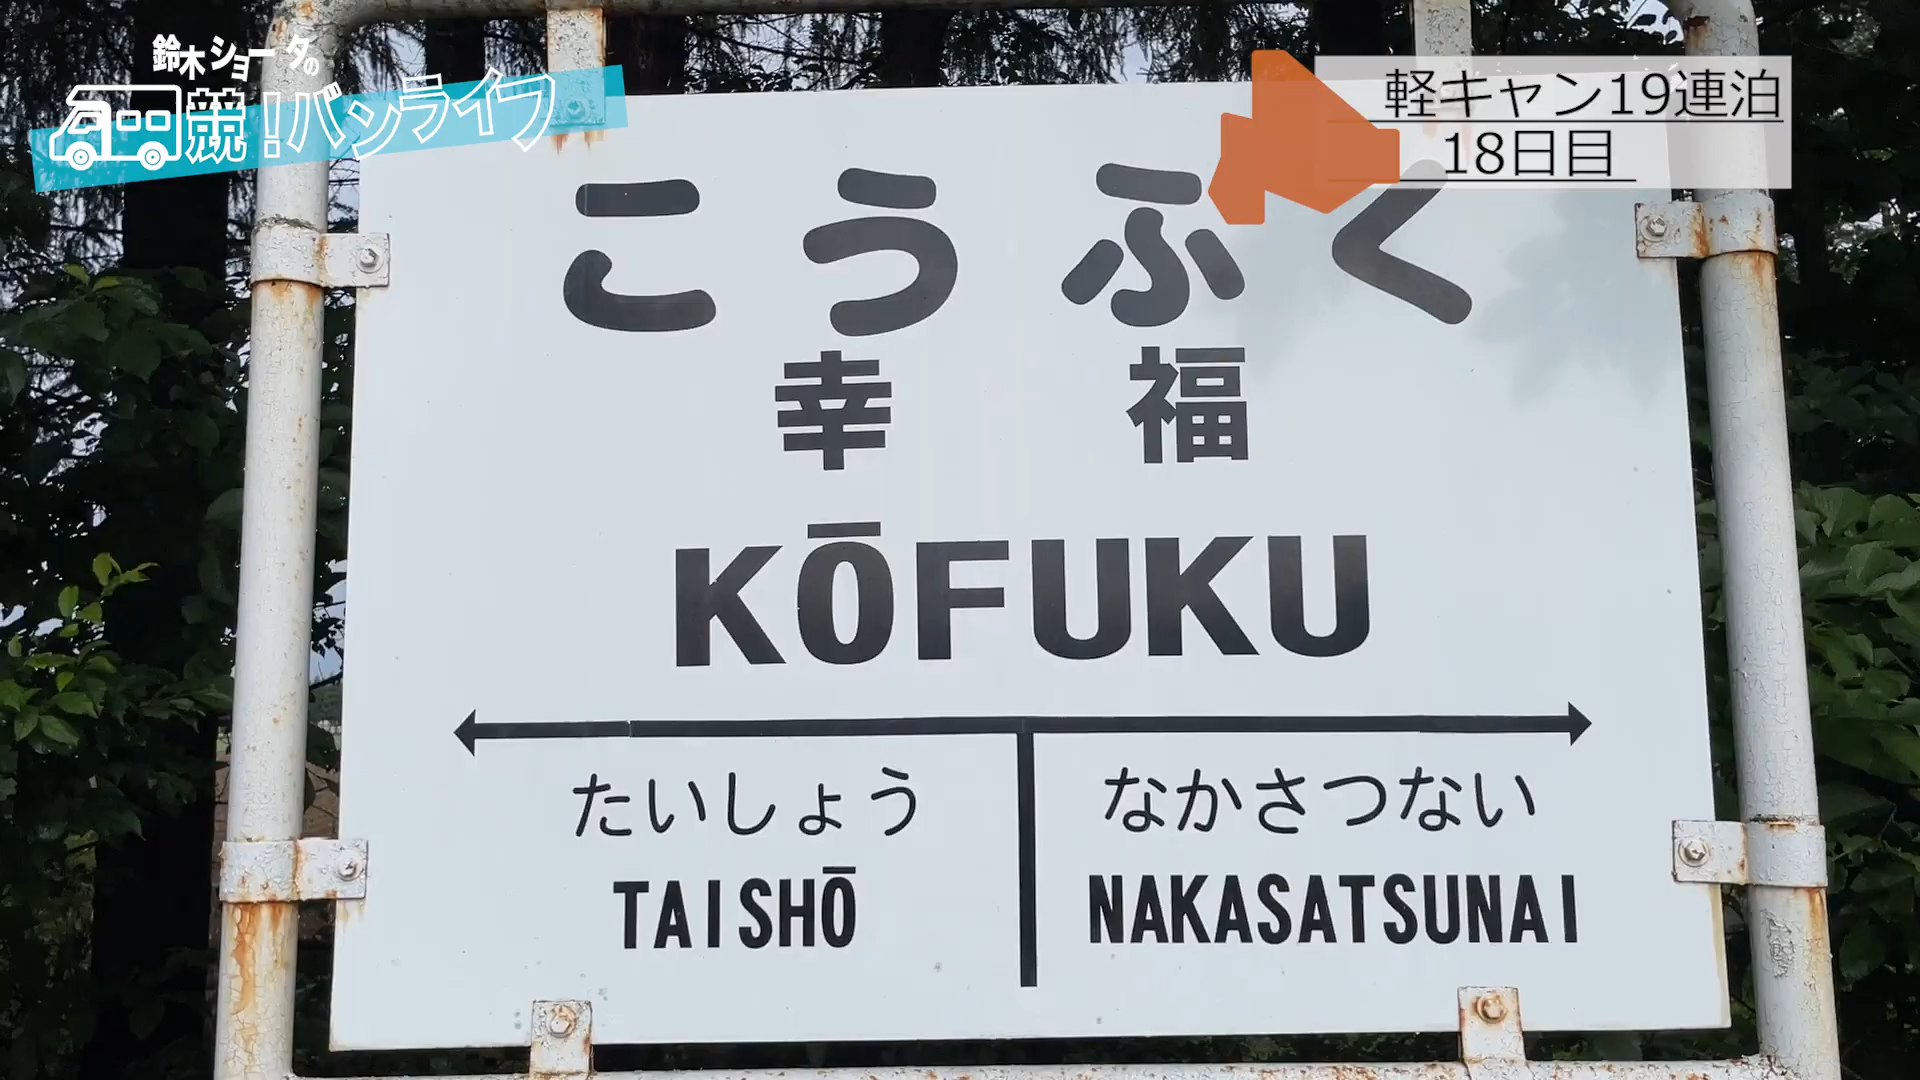 鈴木ショータの
競!バンライフ
軽キャン19連泊
18日目
こうふく
幸福
KŌFUKU
たいしょう なかさつない
TAISHŌ NAKASATSUNAI